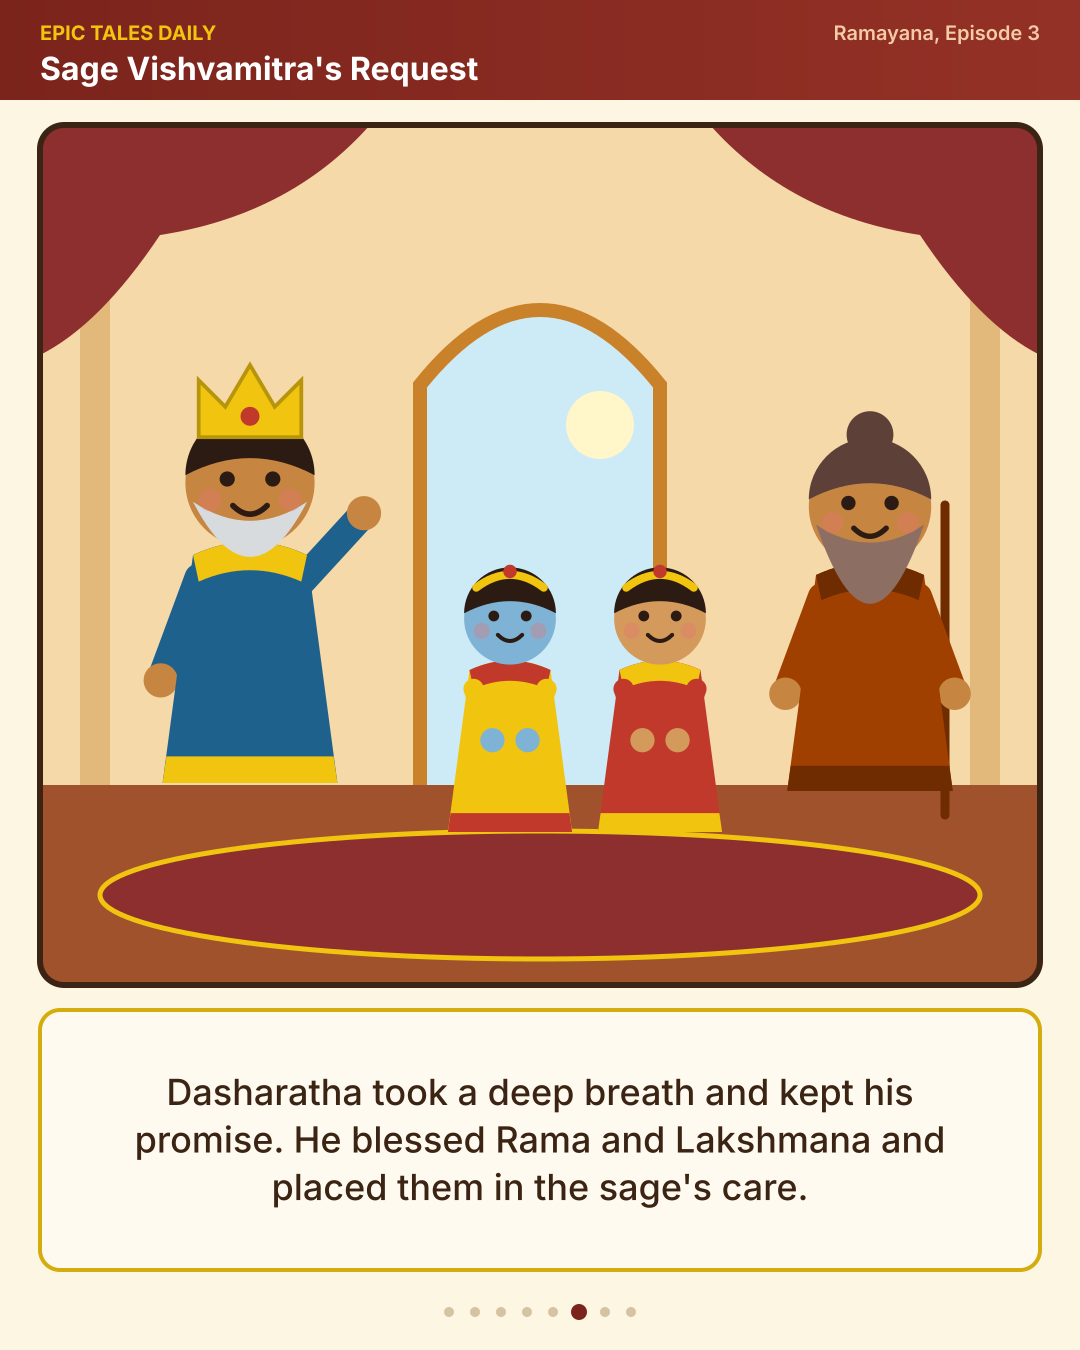 EPIC TALES DAILY
Ramayana, Episode 3
Sage Vishvamitra's Request
Dasharatha took a deep breath and kept his
promise. He blessed Rama and Lakshmana and
placed them in the sage's care.